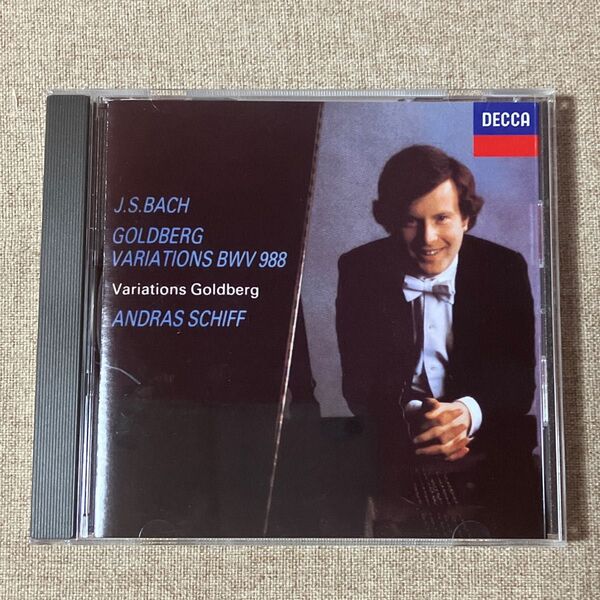 DECCA
J.S.BACH
GOLDBERG
VARIATIONS BWV 988
Variations Goldberg
ANDRAS SCHIFF